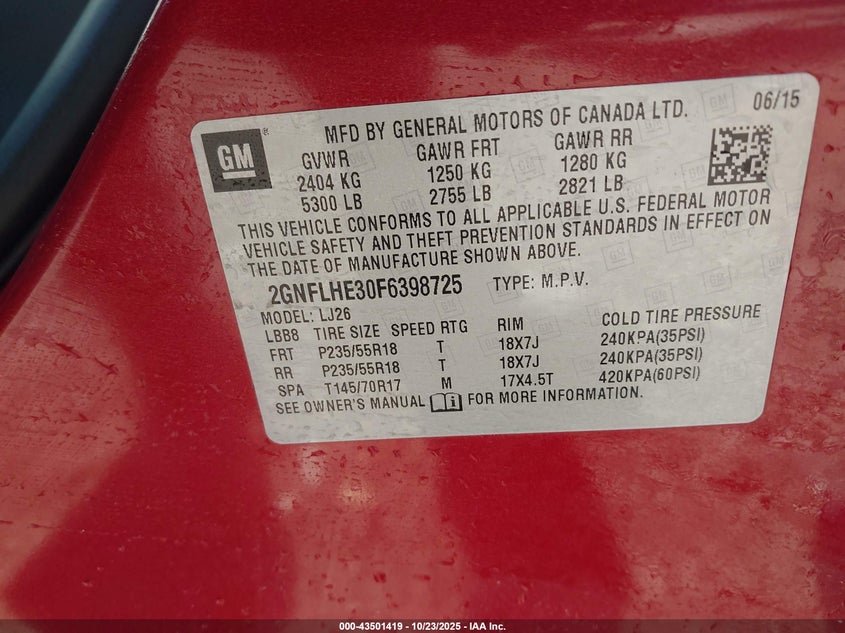 MFD BY GENERAL MOTORS OF CANADA LTD. 06/15
GM
GVWR GAWR FRT GAWR RR
2404 KG 1250 KG 1280 KG
5300 LB 2755 LB 2821 LB
THIS VEHICLE CONFORMS TO ALL APPLICABLE U.S. FEDERAL MOTOR
VEHICLE SAFETY AND THEFT PREVENTION STANDARDS IN EFFECT ON
THE DATE OF MANUFACTURE SHOWN ABOVE.
2GNFLHE30F6398725 TYPE: M.P.V.
MODEL: LJ26
LBB8 TIRE SIZE SPEED RTG RIM COLD TIRE PRESSURE
FRT P235/55R18 T 18X7J 240KPA(35PSI)
RR P235/55R18 T 18X7J 240KPA(35PSI)
SPA T145/70R17 M 17X4.5T 420KPA(60PSI)
SEE OWNER'S MANUAL i FOR MORE INFORMATION.
000-43501419 | 10/23/2025 - IAA Inc.